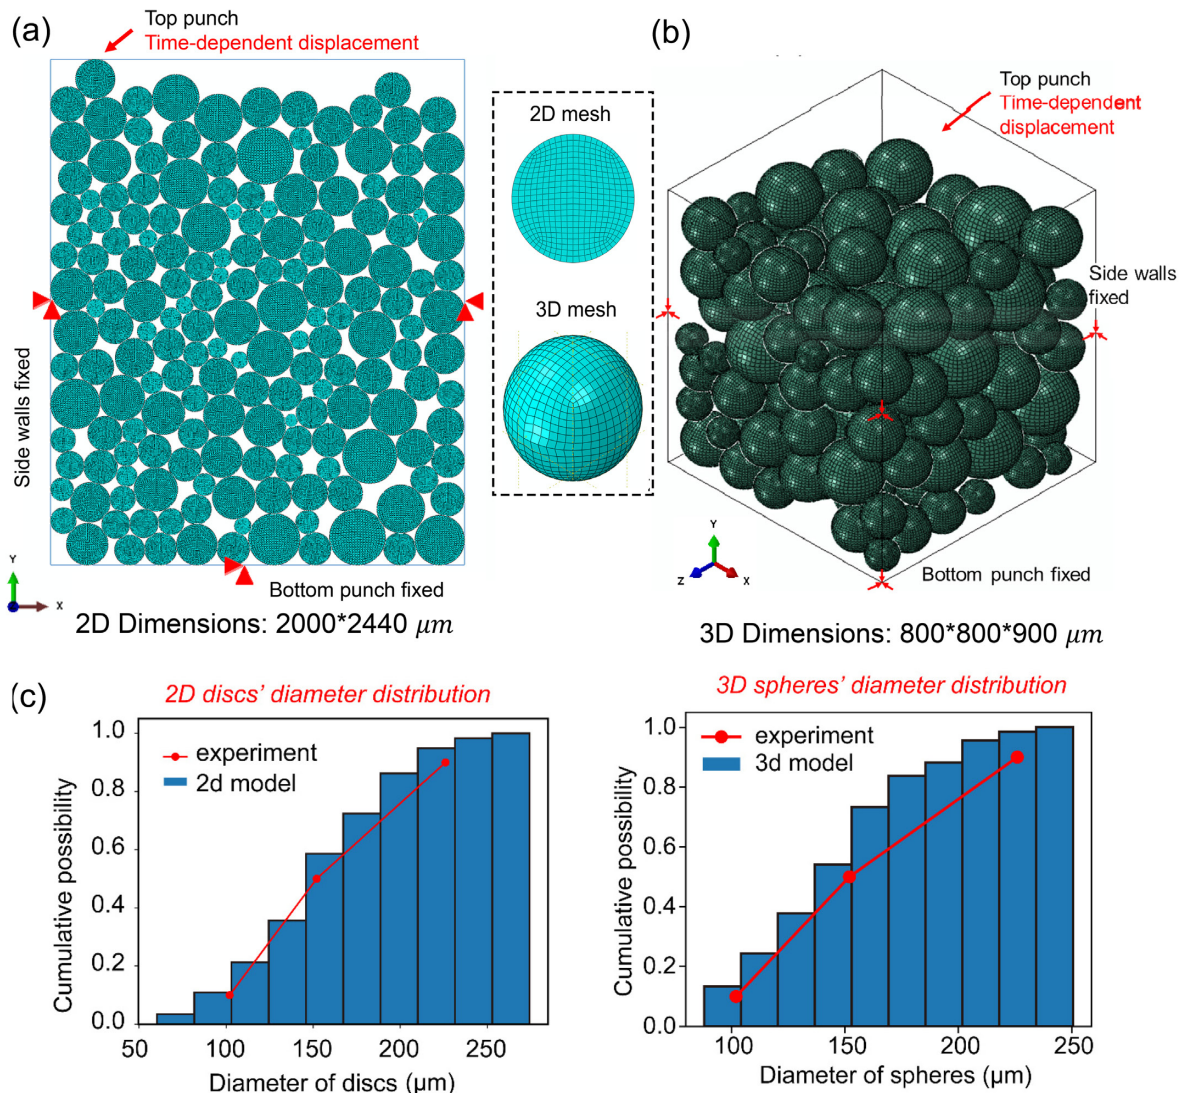 (a)
Top punch
Time-dependent displacement
Side walls fixed
Bottom punch fixed
Y
X
Z
2D Dimensions: 2000*2440 μm
2D mesh
3D mesh
(b)
Top punch
Time-dependent
displacement
Side walls
fixed
Bottom punch fixed
Y
Z
X
3D Dimensions: 800*800*900 μm
(c)
2D discs' diameter distribution
experiment
2d model
Cumulative possibility
1.0
0.8
0.6
0.4
0.2
0.0
50
100
150
200
250
Diameter of discs (μm)
3D spheres' diameter distribution
experiment
3d model
Cumulative possibility
1.0
0.8
0.6
0.4
0.2
0.0
100
150
200
250
Diameter of spheres (μm)